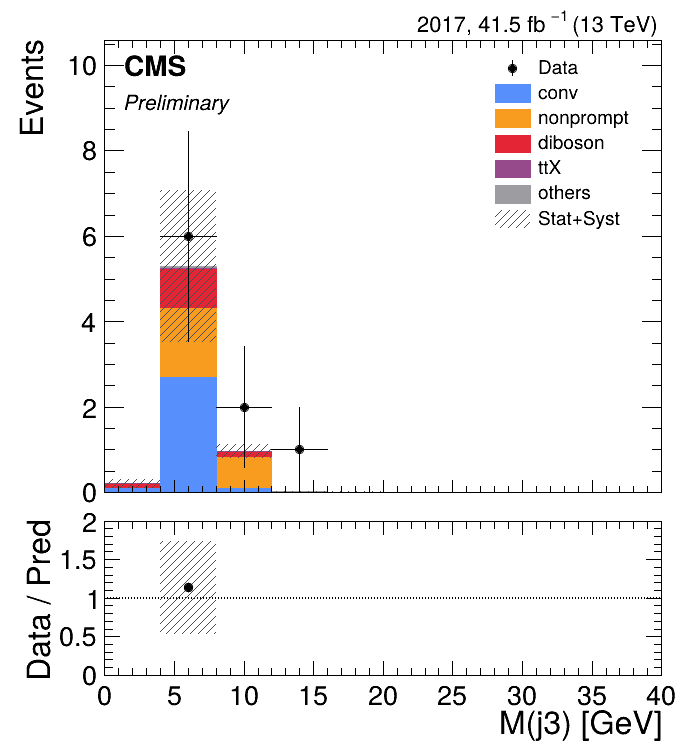 2017, 41.5 fb⁻¹ (13 TeV)
Events
10
8
6
4
2
0
CMS
Preliminary
Data
conv
nonprompt
diboson
ttX
others
Stat+Syst
Data / Pred
2
1.5
1
0.5
0
0 5 10 15 20 25 30 35 40
M(j3) [GeV]